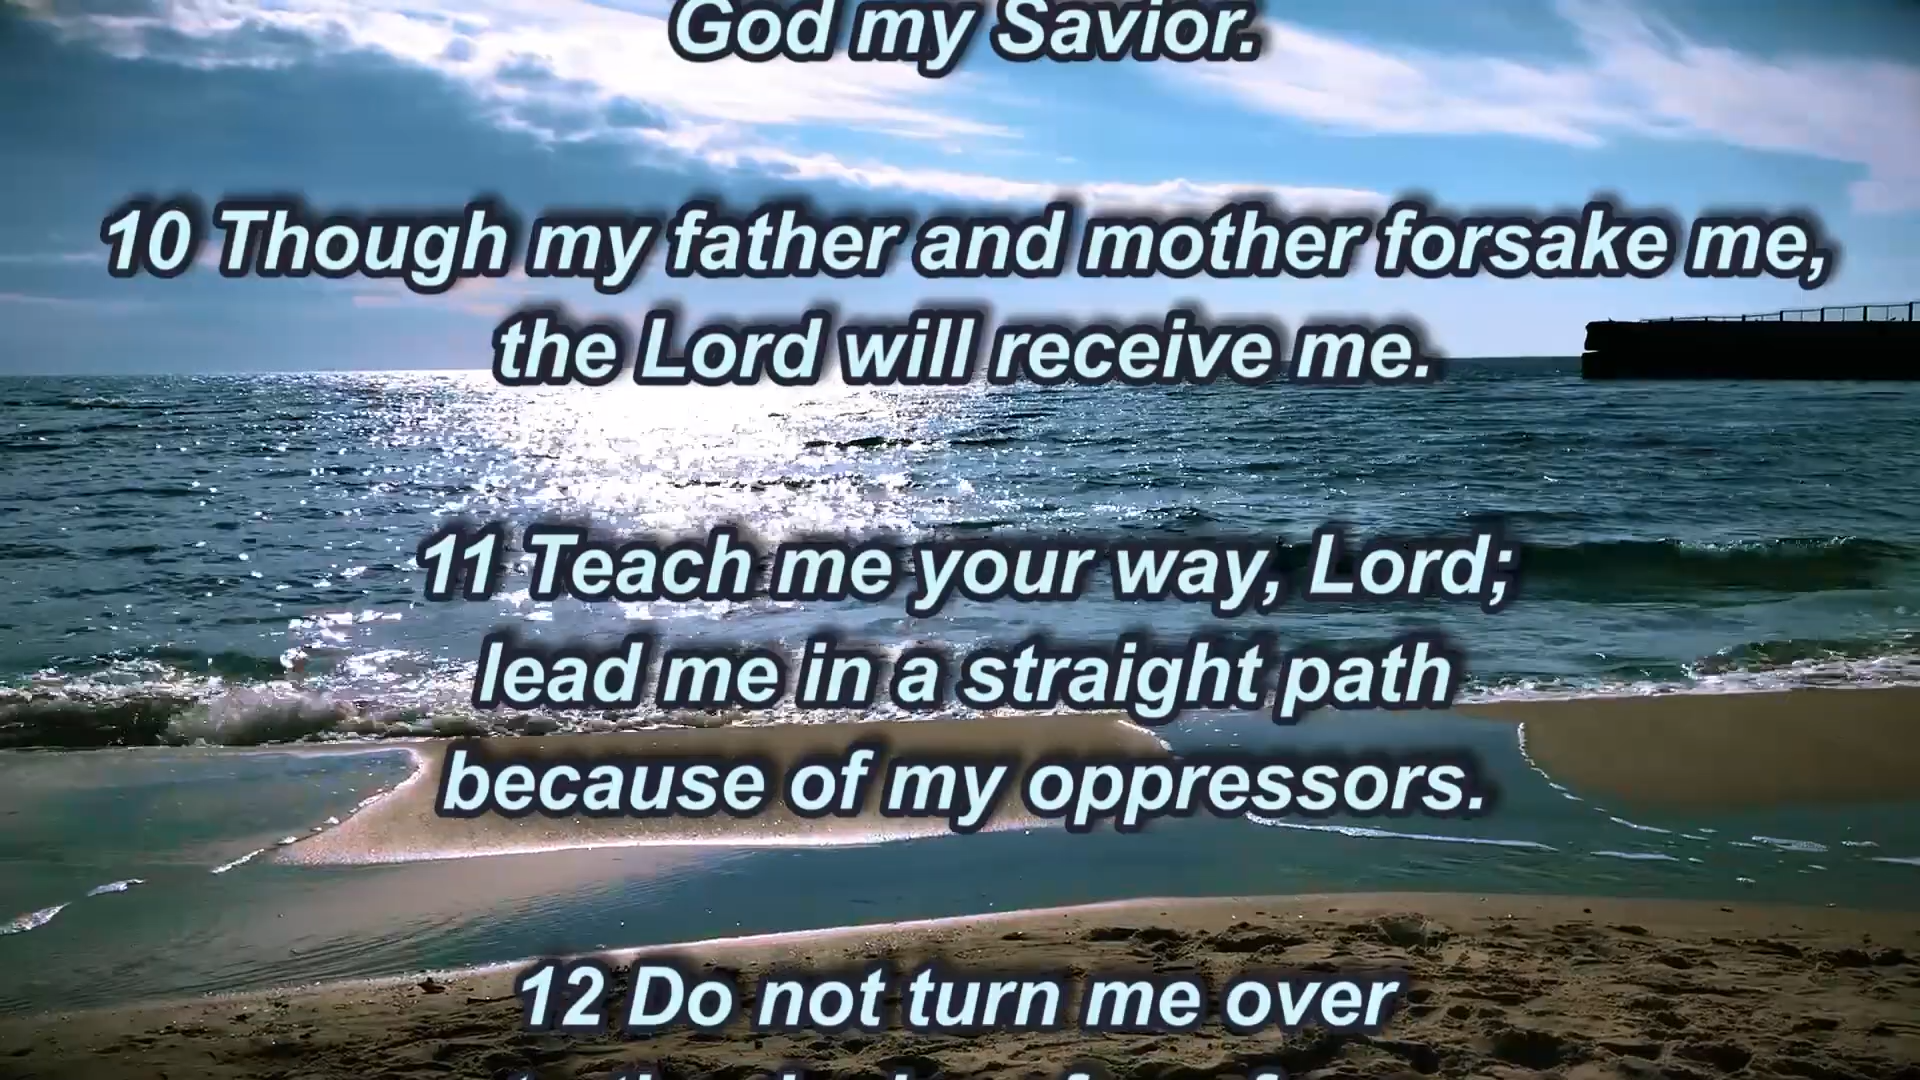 God my Savior.
10 Though my father and mother forsake me,
the Lord will receive me.
11 Teach me your way, Lord;
lead me in a straight path
because of my oppressors.
12 Do not turn me over